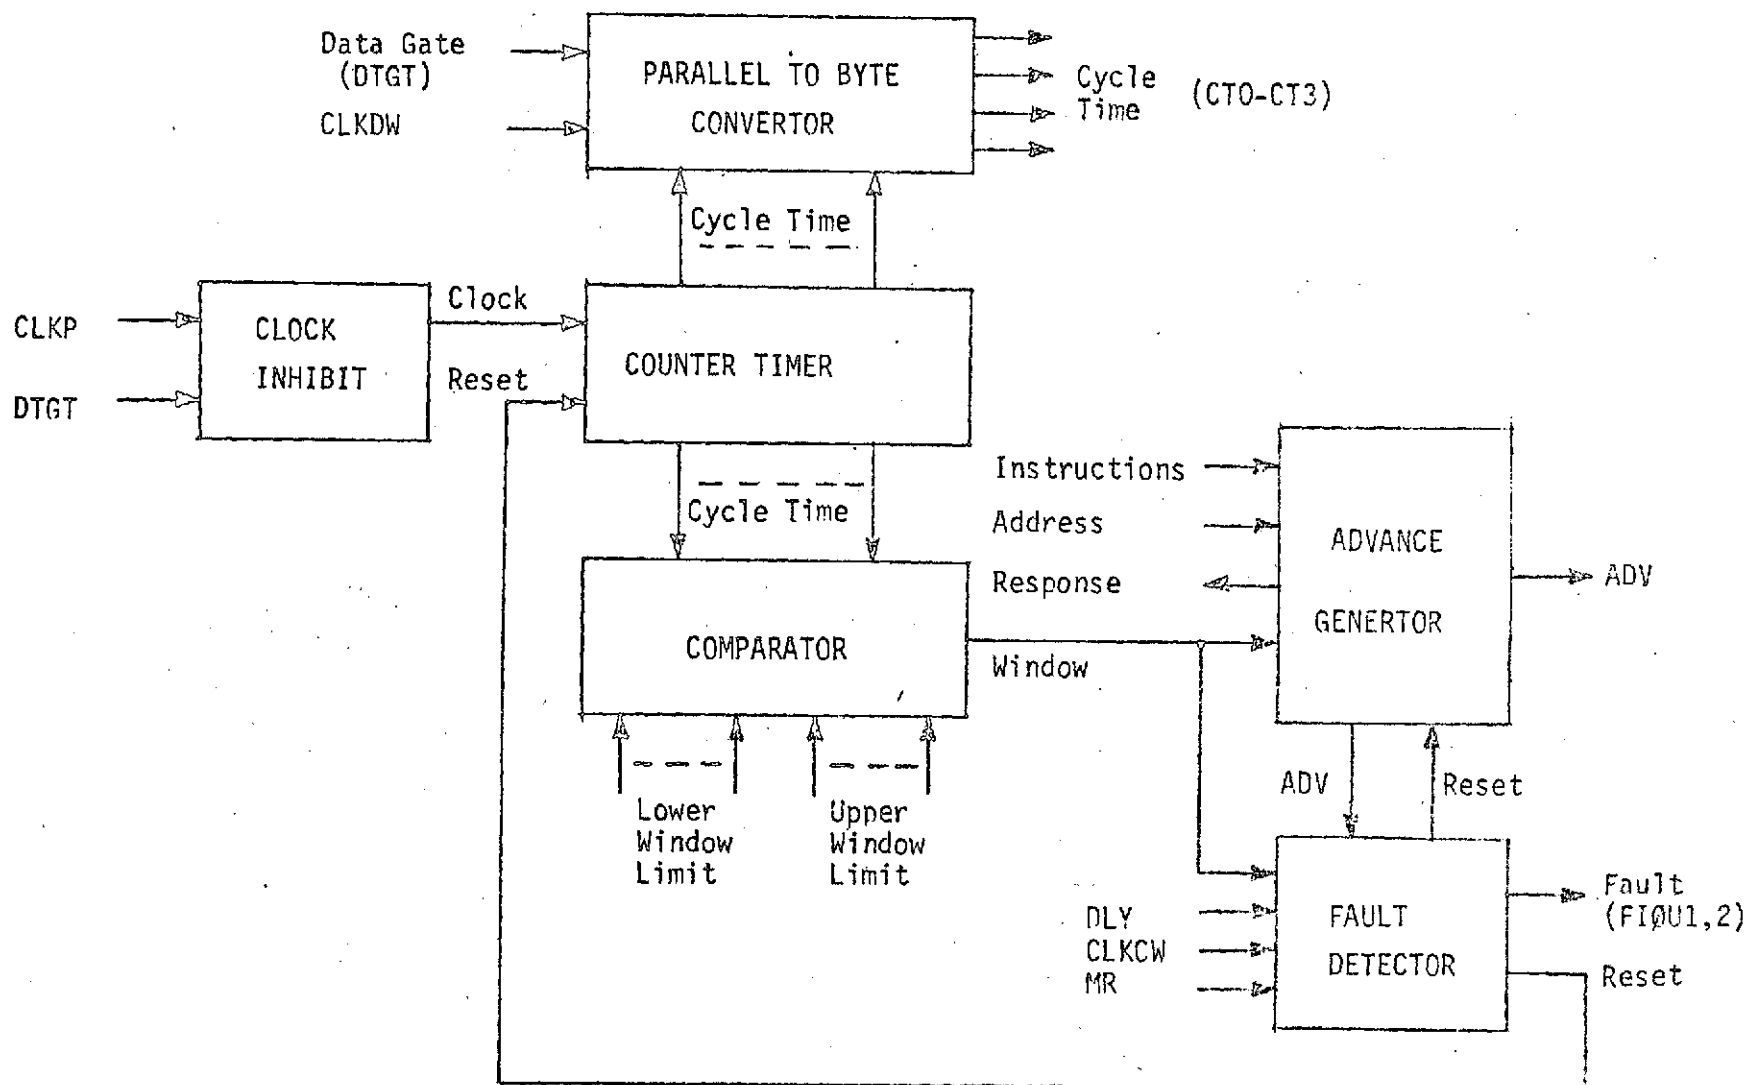 Data Gate
(DTGT)
CLKDW
PARALLEL TO BYTE
CONVERTOR
Cycle
Time
(CTO-CT3)
Cycle Time
CLKP
DTGT
CLOCK
INHIBIT
Clock
Reset
COUNTER TIMER
Cycle Time
COMPARATOR
Window
Lower
Window
Limit
Upper
Window
Limit
Instructions
Address
Response
ADVANCE
GENERTOR
ADV
ADV
Reset
DLY
CLKCW
MR
FAULT
DETECTOR
Fault
(FIØU1,2)
Reset